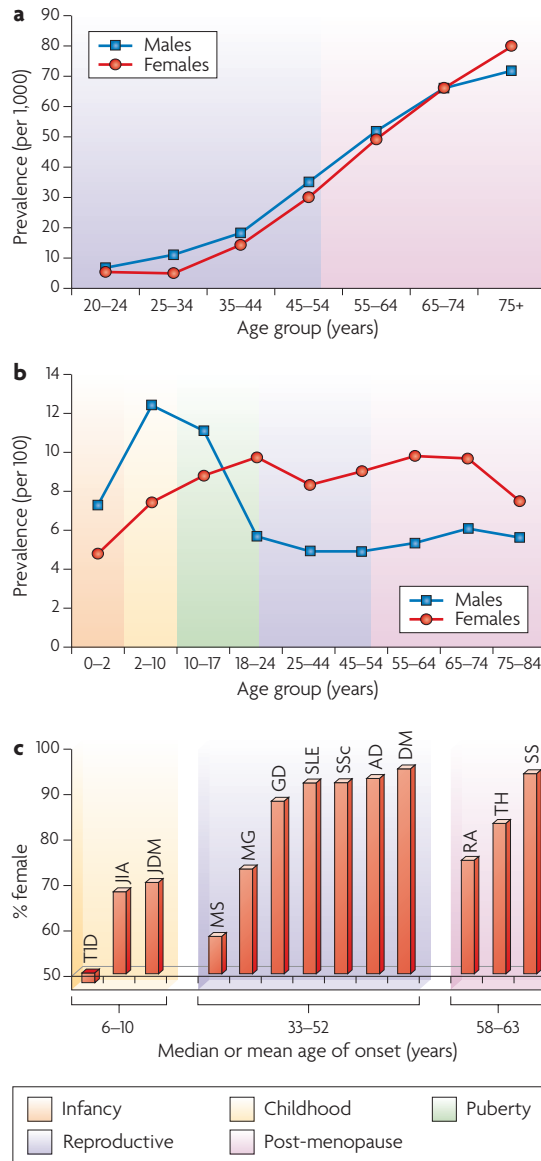 a
90
80
70
60
50
40
30
20
10
0
Prevalence (per 1,000)
Males
Females
20–24 25–34 35–44 45–54 55–64 65–74 75+
Age group (years)
b
14
12
10
8
6
4
2
0
Prevalence (per 100)
Males
Females
0–2 2–10 10–17 18–24 25–44 45–54 55–64 65–74 75–84
Age group (years)
c
100
90
80
70
60
50
% female
T1D
JIA
JDM
MS
MG
GD
SLE
SSc
AD
DM
RA
TH
SS
6–10 33–52 58–63
Median or mean age of onset (years)
Infancy Childhood Puberty
Reproductive Post-menopause